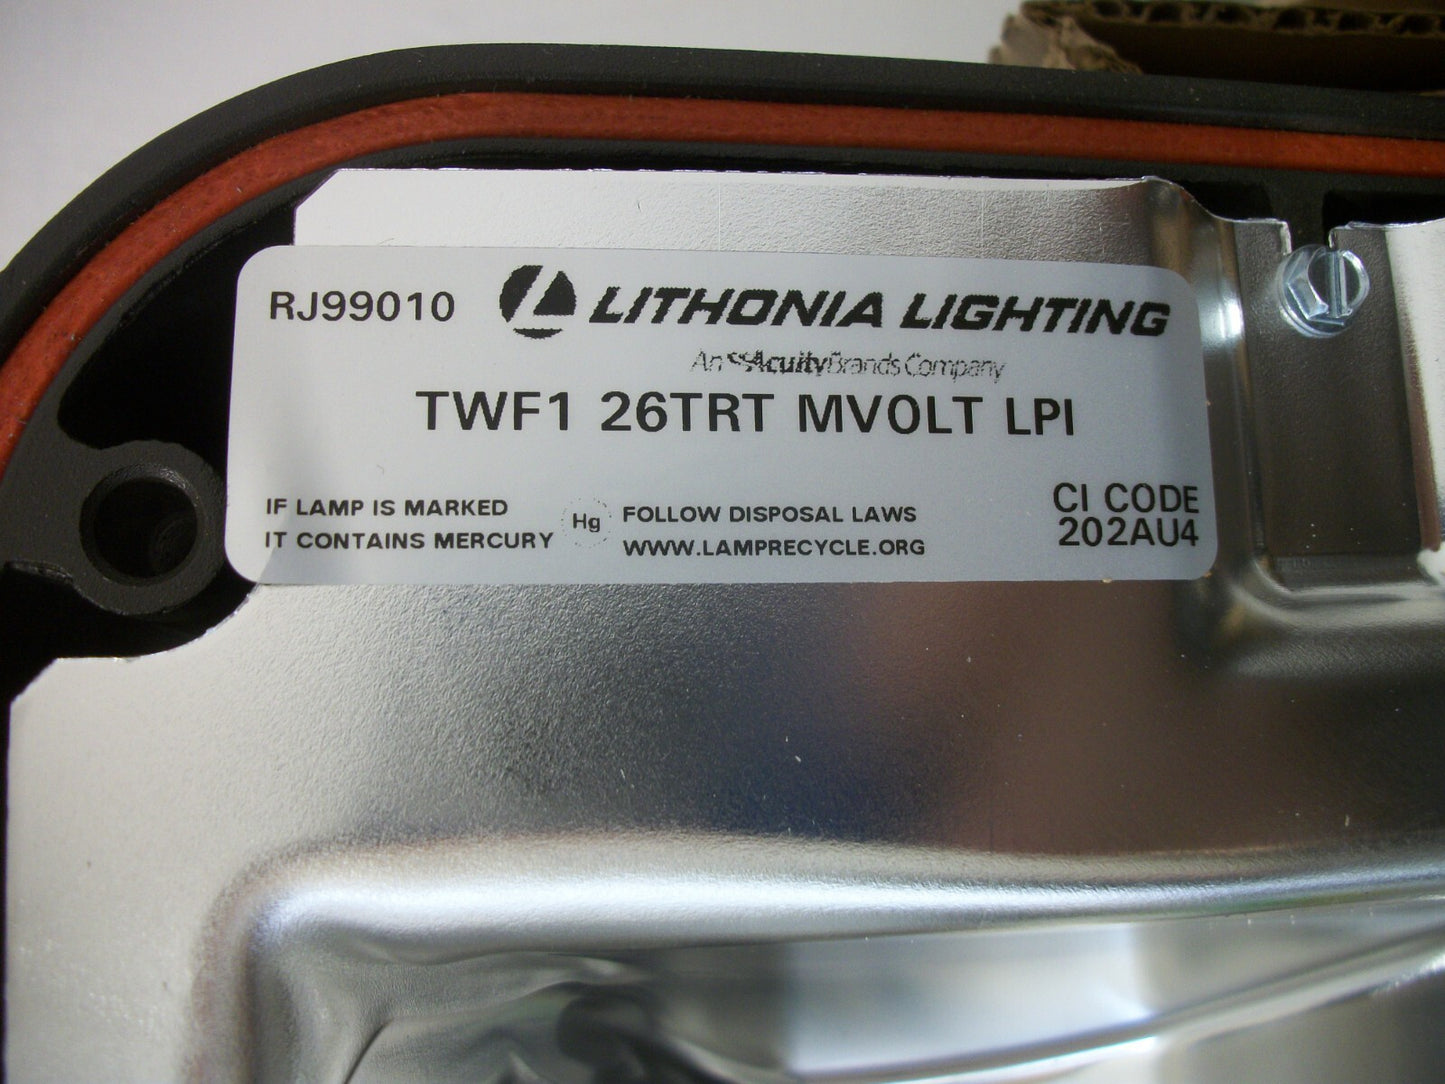 RJ99010 LITHONIA LIGHTING
An AcuityBrands Company
TWF1 26TRT MVOLT LPI
IF LAMP IS MARKED
IT CONTAINS MERCURY
Hg
FOLLOW DISPOSAL LAWS
WWW.LAMPRECYCLE.ORG
CI CODE
202AU4